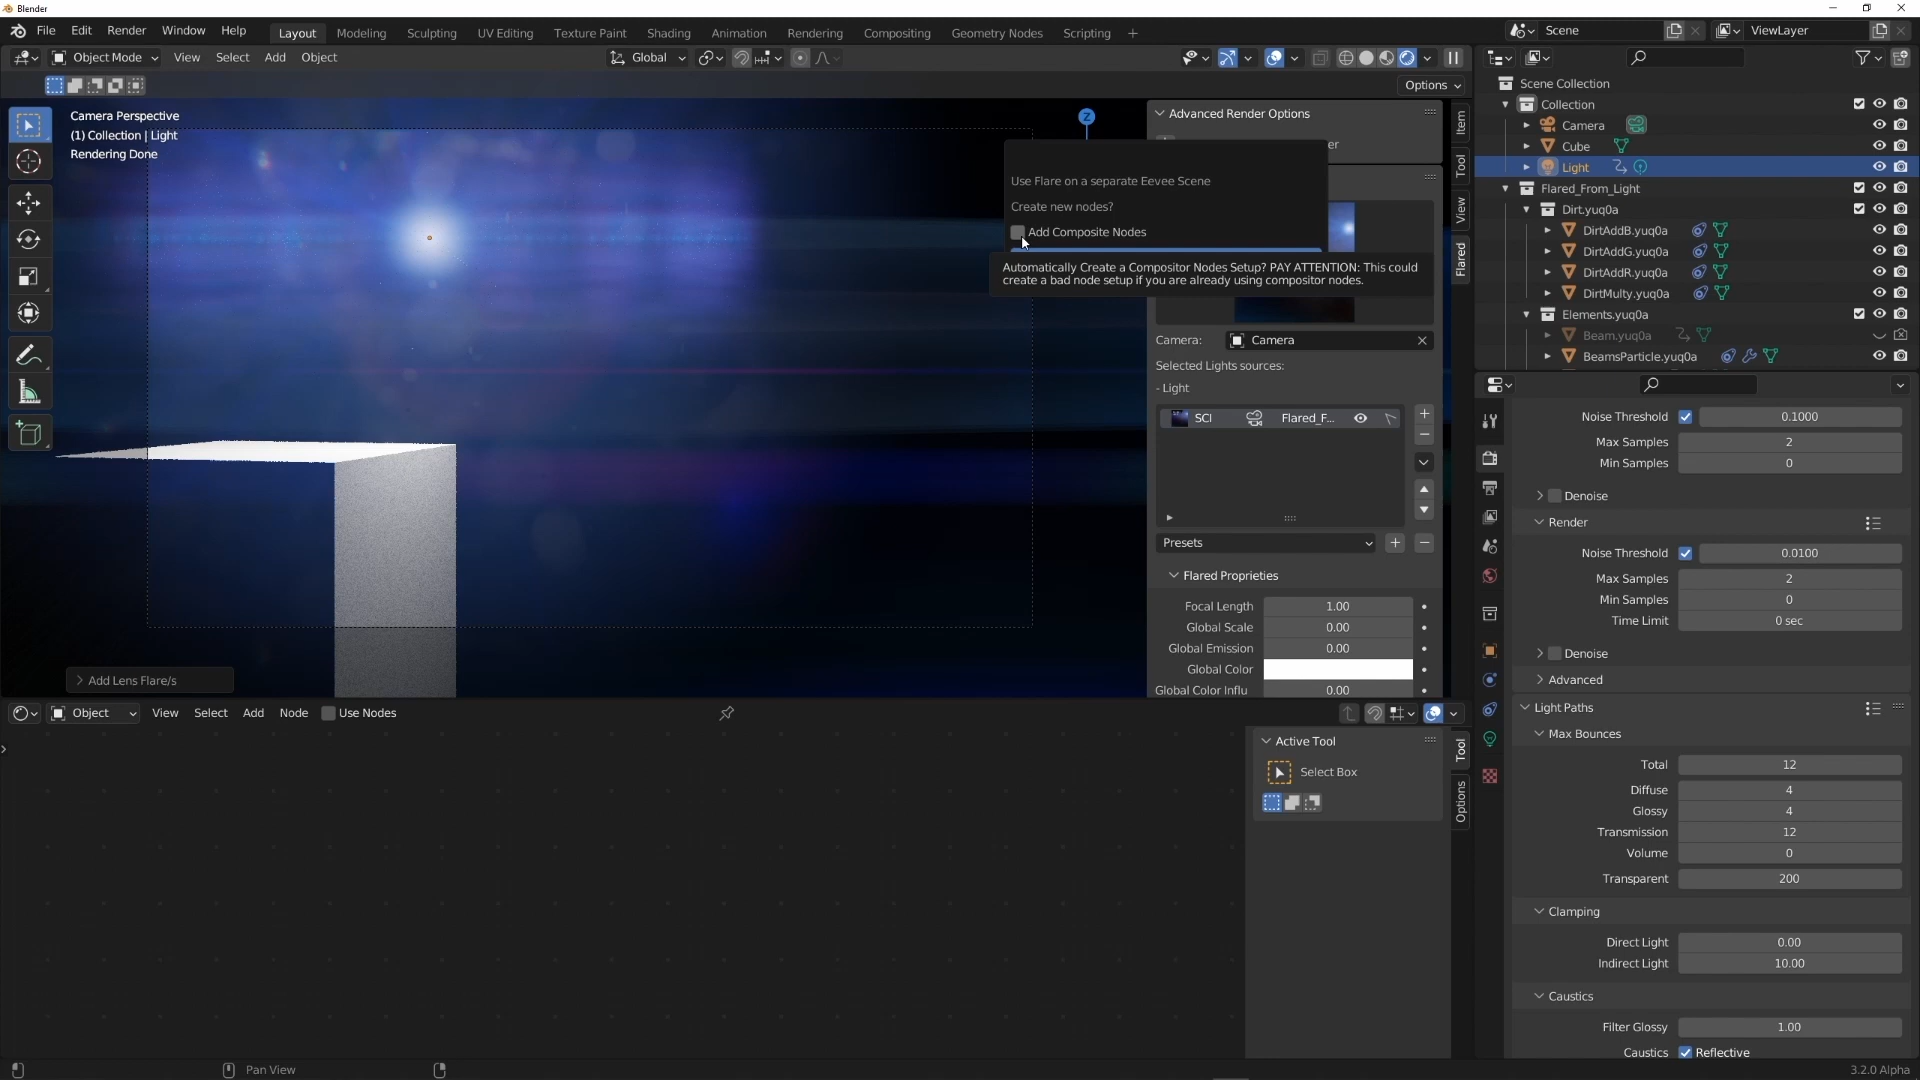 Blender
File Edit Render Window Help Layout Modeling Sculpting UV Editing Texture Paint Shading Animation Rendering Compositing Geometry Nodes Scripting + Scene ViewLayer
Object Mode View Select Add Object Global
Options
Camera Perspective
(1) Collection | Light
Rendering Done
Z
Advanced Render Options
er
Use Flare on a separate Eevee Scene
Create new nodes?
Add Composite Nodes
Automatically Create a Compositor Nodes Setup? PAY ATTENTION: This could
create a bad node setup if you are already using compositor nodes.
Camera: Camera
Selected Lights sources:
- Light
SCI Flared_F...
Presets
Flared Proprieties
Focal Length 1.00
Global Scale 0.00
Global Emission 0.00
Global Color
Global Color Influ 0.00
Item
Tool
View
Flared
Add Lens Flare/s
Object View Select Add Node Use Nodes
Active Tool
Select Box
Tool
Options
Scene Collection
Collection
Camera
Cube
Light
Flared_From_Light
Dirt.yuq0a
DirtAddB.yuq0a
DirtAddG.yuq0a
DirtAddR.yuq0a
DirtMulty.yuq0a
Elements.yuq0a
Beam.yuq0a
BeamsParticle.yuq0a
Noise Threshold 0.1000
Max Samples 2
Min Samples 0
Denoise
Render
Noise Threshold 0.0100
Max Samples 2
Min Samples 0
Time Limit 0 sec
Denoise
Advanced
Light Paths
Max Bounces
Total 12
Diffuse 4
Glossy 4
Transmission 12
Volume 0
Transparent 200
Clamping
Direct Light 0.00
Indirect Light 10.00
Caustics
Filter Glossy 1.00
Caustics Reflective
Pan View
3.2.0 Alpha